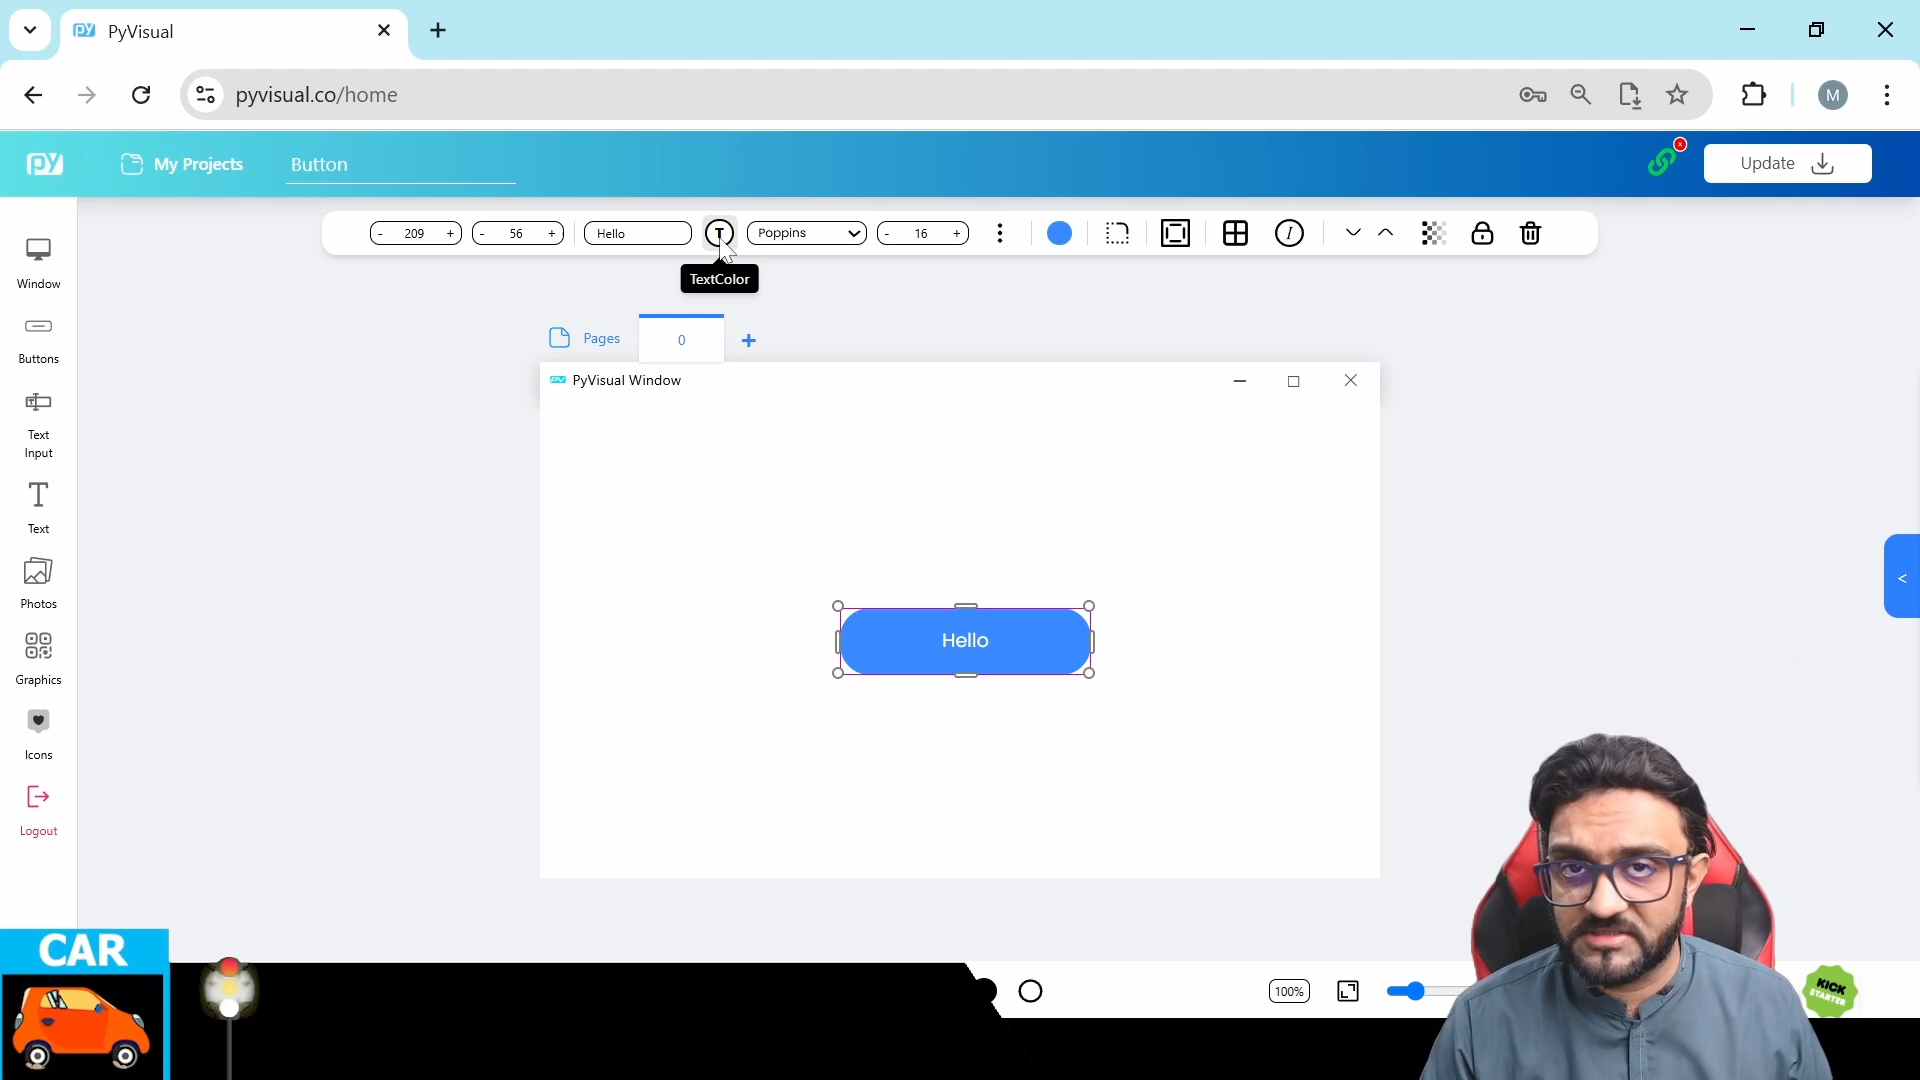 PyVisual
pyvisual.co/home
M
py
My Projects
Button
Update
- 209 +
- 56 +
Hello
T
Poppins
- 16 +
I
TextColor
Window
Pages
0
+
Buttons
PyVisual Window
Text
Input
Hello
Text
Photos
<
Graphics
Icons
Logout
CAR
100%
KICK
STARTER